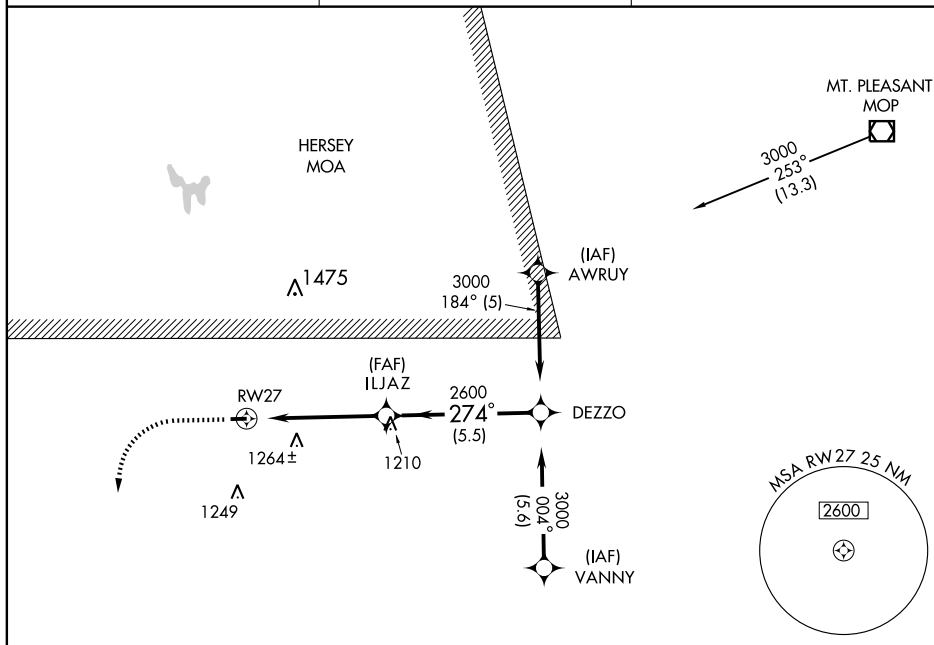 MT. PLEASANT
MOP
HERSEY
MOA
3000
253°
(13.3)
(IAF)
AWRUY
1475
3000
184° (5)
(FAF)
ILJAZ
RW27
2600
274°
(5.5)
DEZZO
1264±
1210
1249
3000
004°
(5.6)
(IAF)
VANNY
MSA RW27 25 NM
2600